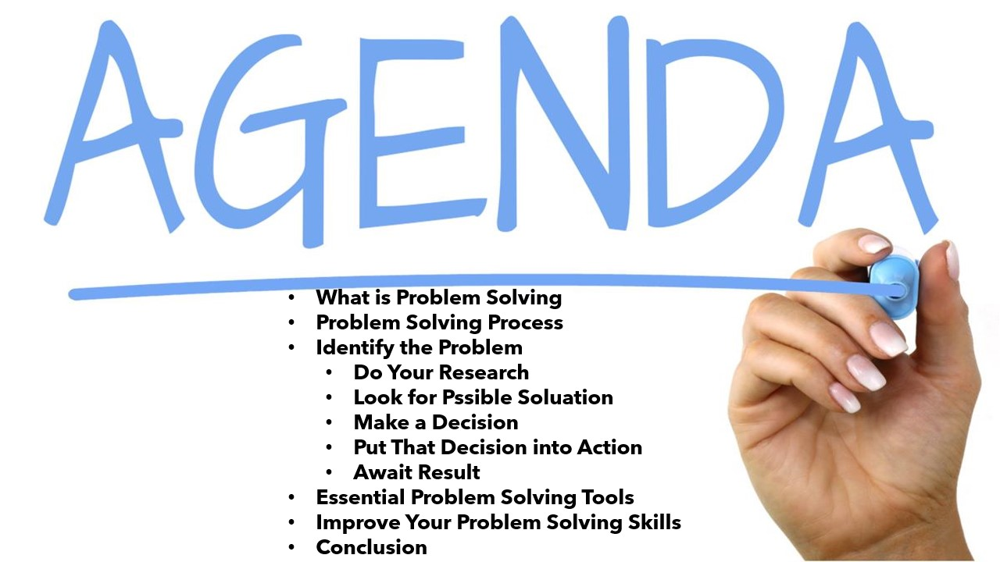 AGENDA
• What is Problem Solving
• Problem Solving Process
• Identify the Problem
• Do Your Research
• Look for Pssible Soluation
• Make a Decision
• Put That Decision into Action
• Await Result
• Essential Problem Solving Tools
• Improve Your Problem Solving Skills
• Conclusion